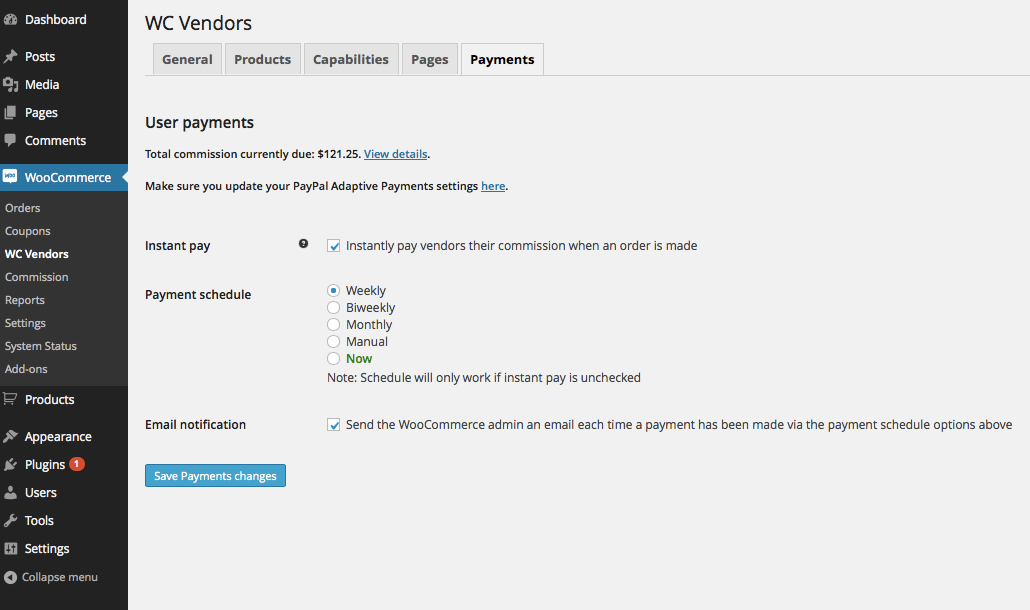 Dashboard
Posts
Media
Pages
Comments
WOO
WooCommerce
Orders
Coupons
WC Vendors
Commission
Reports
Settings
System Status
Add-ons
Products
Appearance
Plugins 1
Users
Tools
Settings
Collapse menu
WC Vendors
General Products Capabilities Pages Payments
User payments
Total commission currently due: $121.25. View details.
Make sure you update your PayPal Adaptive Payments settings here.
Instant pay ? Instantly pay vendors their commission when an order is made
Payment schedule Weekly
Biweekly
Monthly
Manual
Now
Note: Schedule will only work if instant pay is unchecked
Email notification Send the WooCommerce admin an email each time a payment has been made via the payment schedule options above
Save Payments changes